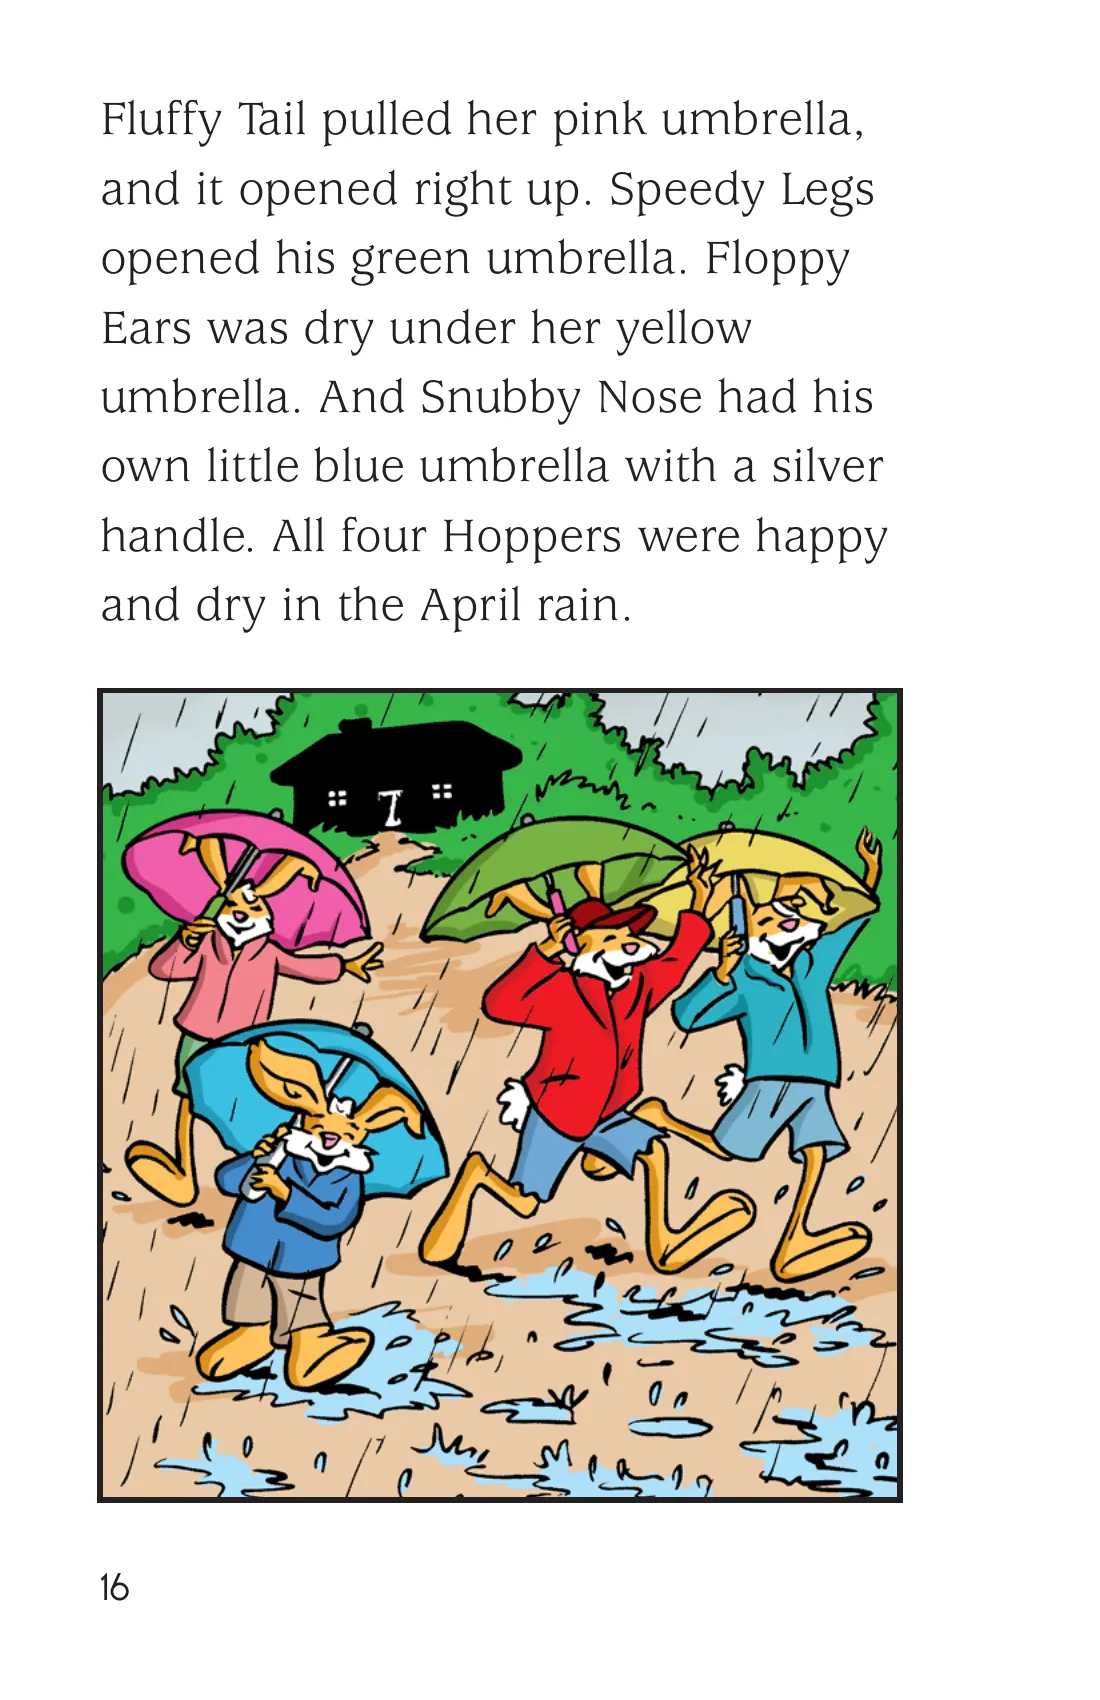 Fluffy Tail pulled her pink umbrella,
and it opened right up. Speedy Legs
opened his green umbrella. Floppy
Ears was dry under her yellow
umbrella. And Snubby Nose had his
own little blue umbrella with a silver
handle. All four Hoppers were happy
and dry in the April rain.
16